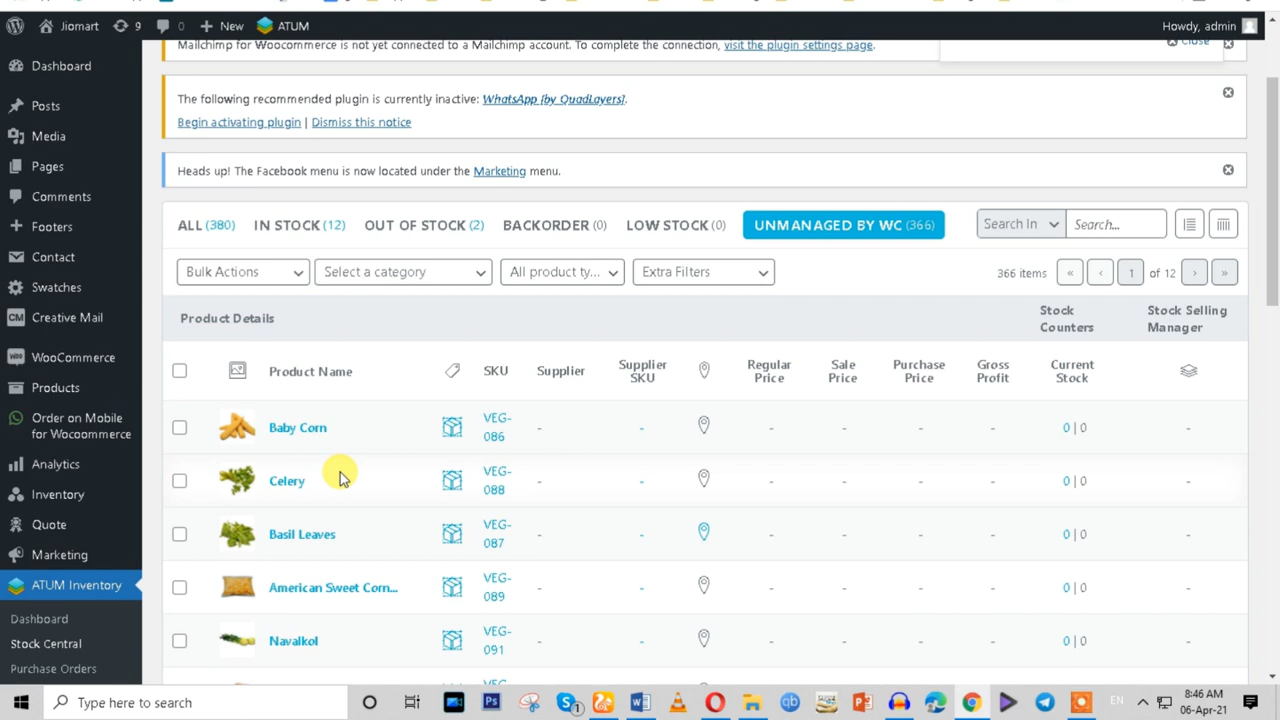 Jiomart 9 0 New ATUM Howdy, admin
Mailchimp for Woocommerce is not yet connected to a Mailchimp account. To complete the connection, visit the plugin settings page.
Close
The following recommended plugin is currently inactive: WhatsApp [by QuadLayers].
Begin activating plugin | Dismiss this notice
Heads up! The Facebook menu is now located under the Marketing menu.
Dashboard
Posts
Media
Pages
Comments
Footers
Contact
Swatches
CM Creative Mail
WooCommerce
Products
Order on Mobile
for Wocoommerce
Analytics
Inventory
Quote
Marketing
ATUM Inventory
Dashboard
Stock Central
Purchase Orders
ALL (380) IN STOCK (12) OUT OF STOCK (2) BACKORDER (0) LOW STOCK (0) UNMANAGED BY WC (366) Search In Search...
Bulk Actions Select a category All product ty... Extra Filters 366 items « ‹ 1 of 12 › »
Product Details Stock Counters Stock Selling Manager
Product Name SKU Supplier Supplier SKU Regular Price Sale Price Purchase Price Gross Profit Current Stock
Baby Corn VEG-086 - - - - - - 0 | 0 -
Celery VEG-088 - - - - - - 0 | 0 -
Basil Leaves VEG-087 - - - - - - 0 | 0 -
American Sweet Corn... VEG-089 - - - - - - 0 | 0 -
Navalkol VEG-091 - - - - - - 0 | 0 -
Type here to search
EN
8:46 AM
06-Apr-21